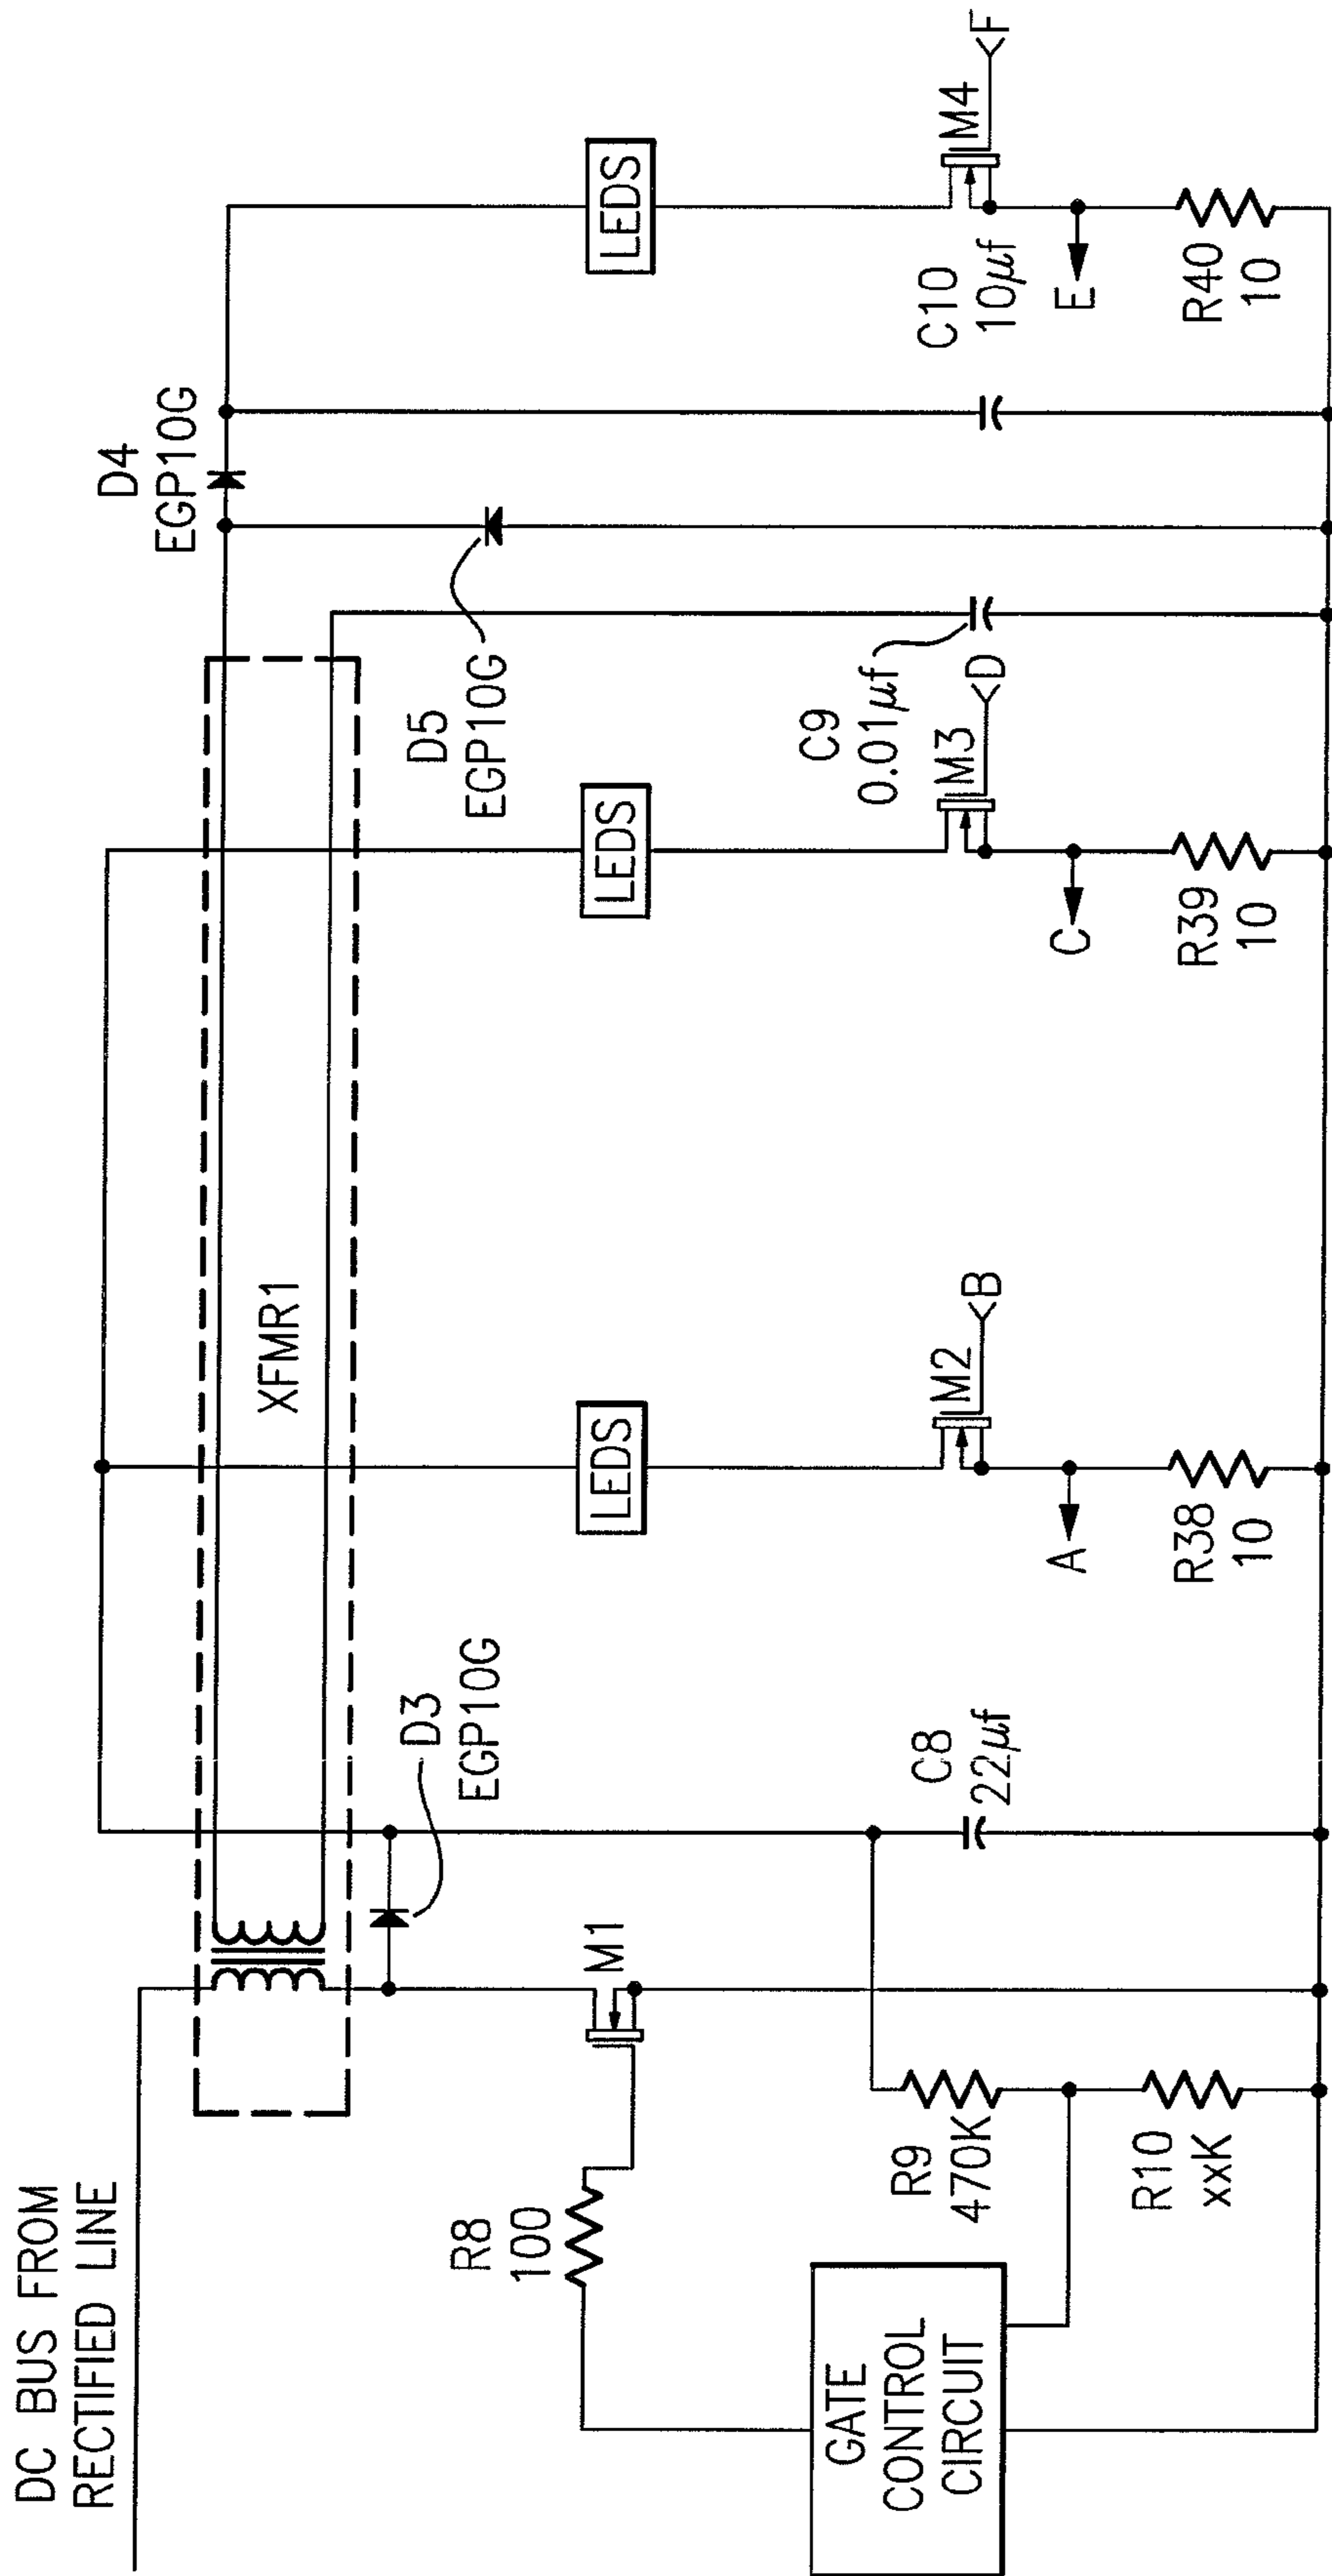 DC BUS FROM
RECTIFIED LINE
XFMR1
D4
EGP10G
D3
EGP10G
D5
EGP10G
R8
100
M1
LEDS
LEDS
LEDS
GATE
CONTROL
CIRCUIT
R9
470K
R10
xxK
C8
22µf
M2
B
A
R38
10
C9
0.01µf
M3
D
C
R39
10
C10
10µf
M4
F
E
R40
10